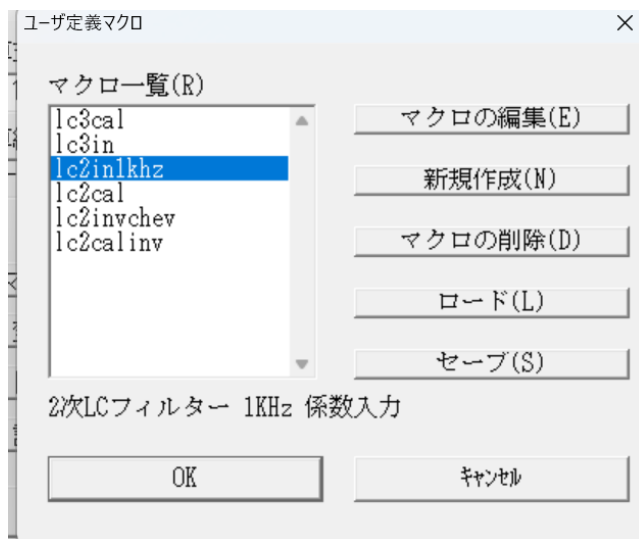 ユーザ定義マクロ
マクロ一覧(R)
lc3cal
lc3in
lc2in1khz
lc2cal
lc2invchev
lc2calinv
マクロの編集(E)
新規作成(N)
マクロの削除(D)
ロード(L)
セーブ(S)
2次LCフィルター 1KHz 係数入力
OK
キャンセル